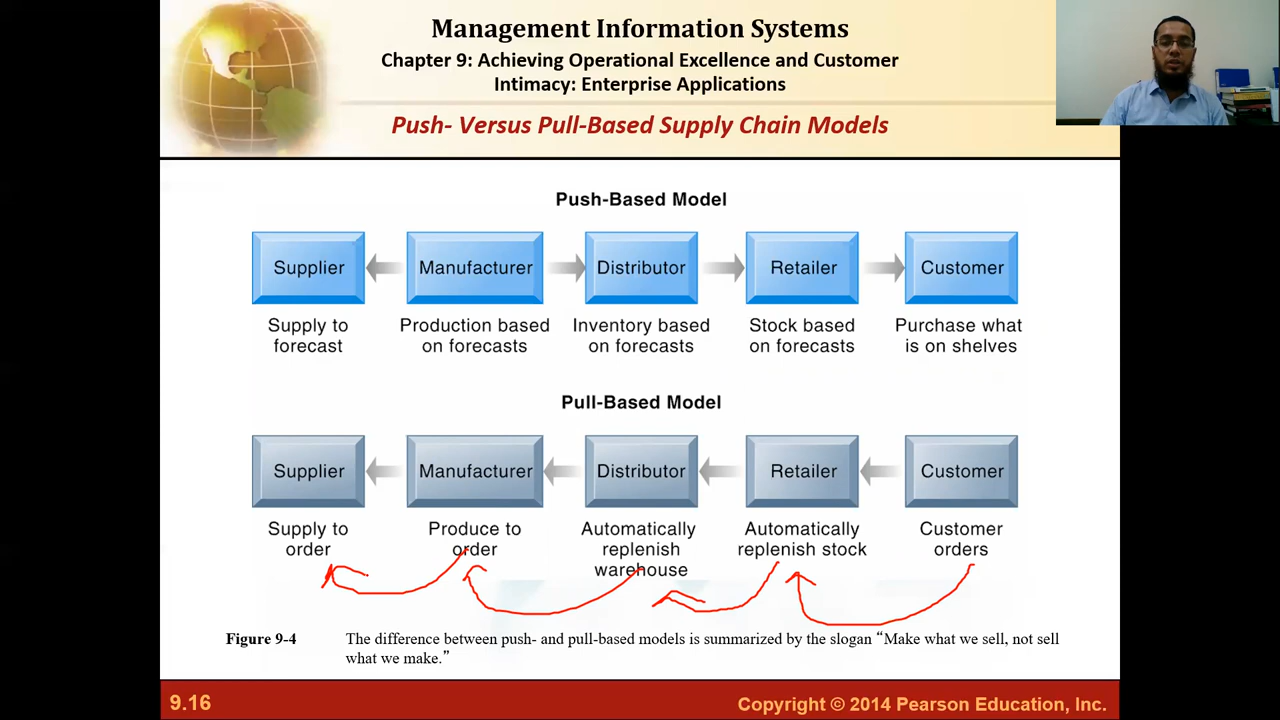 Management Information Systems
Chapter 9: Achieving Operational Excellence and Customer
Intimacy: Enterprise Applications
Push- Versus Pull-Based Supply Chain Models
Push-Based Model
Supplier
Manufacturer
Distributor
Retailer
Customer
Supply to
forecast
Production based
on forecasts
Inventory based
on forecasts
Stock based
on forecasts
Purchase what
is on shelves
Pull-Based Model
Supplier
Manufacturer
Distributor
Retailer
Customer
Supply to
order
Produce to
order
Automatically
replenish
warehouse
Automatically
replenish stock
Customer
orders
Figure 9-4
The difference between push- and pull-based models is summarized by the slogan “Make what we sell, not sell
what we make.”
9.16
Copyright © 2014 Pearson Education, Inc.